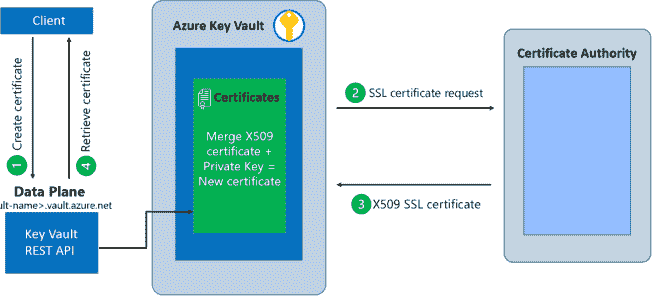 Client
1
Create certificate
4
Retrieve certificate
Data Plane
ult-name>.vault.azure.net
Key Vault
REST API
Azure Key Vault
Certificates
Merge X509
certificate +
Private Key =
New certificate
2 SSL certificate request
3 X509 SSL certificate
Certificate Authority